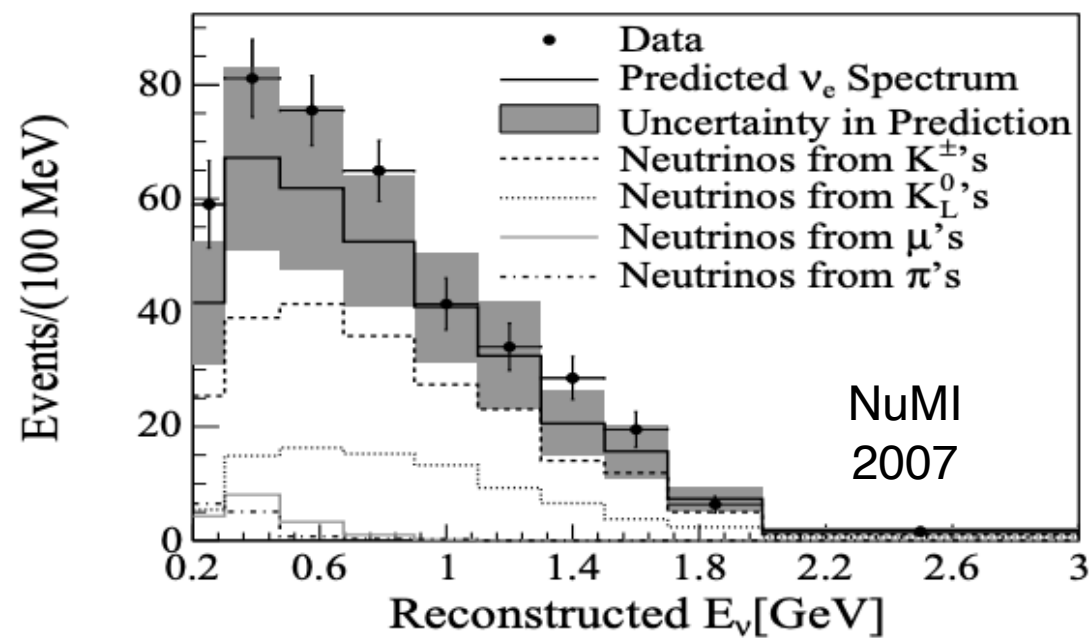 Events/(100 MeV)
80
60
40
20
0
Data
Predicted νₑ Spectrum
Uncertainty in Prediction
Neutrinos from K±'s
Neutrinos from K⁰_L's
Neutrinos from μ's
Neutrinos from π's
NuMI
2007
0.2 0.6 1 1.4 1.8 2.2 2.6 3
Reconstructed Eᵥ[GeV]